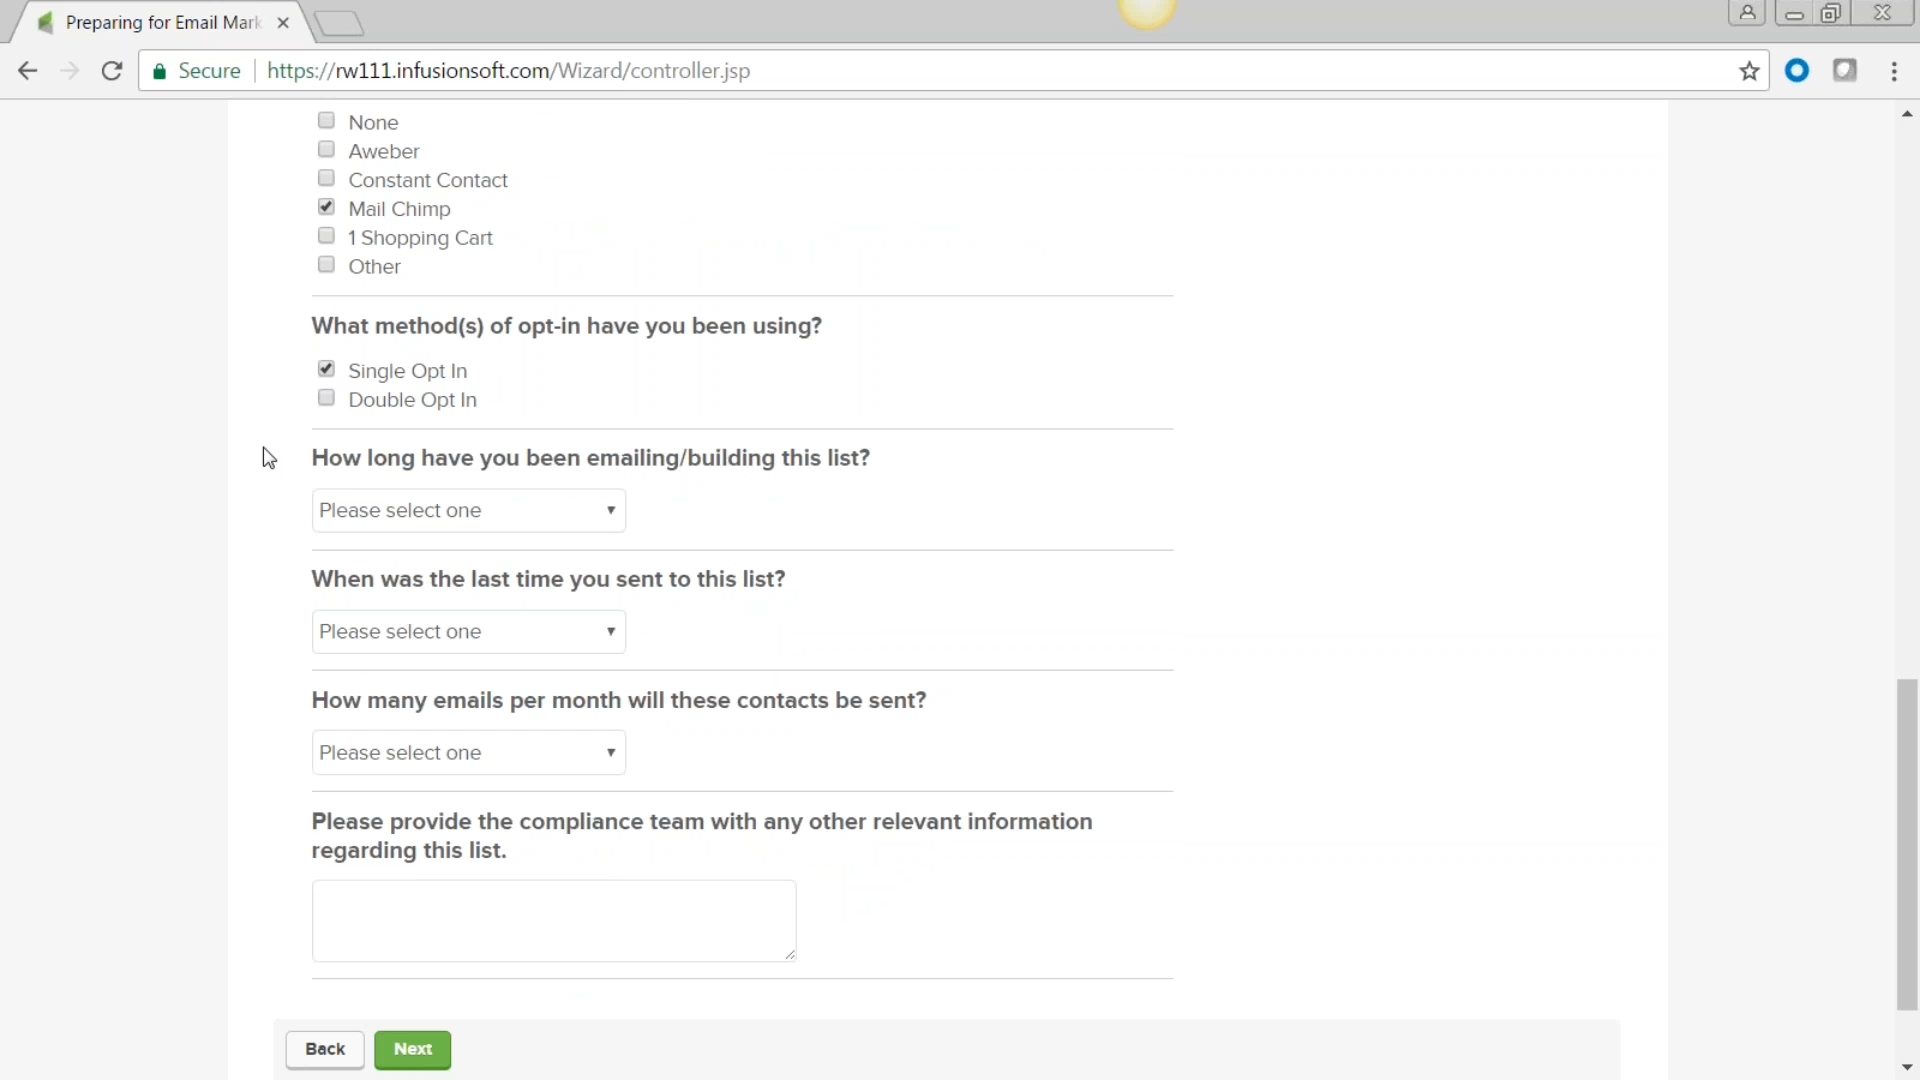 Preparing for Email Mark
Secure https://rw111.infusionsoft.com/Wizard/controller.jsp
None
Aweber
Constant Contact
Mail Chimp
1 Shopping Cart
Other
What method(s) of opt-in have you been using?
Single Opt In
Double Opt In
How long have you been emailing/building this list?
Please select one
When was the last time you sent to this list?
Please select one
How many emails per month will these contacts be sent?
Please select one
Please provide the compliance team with any other relevant information
regarding this list.
Back Next